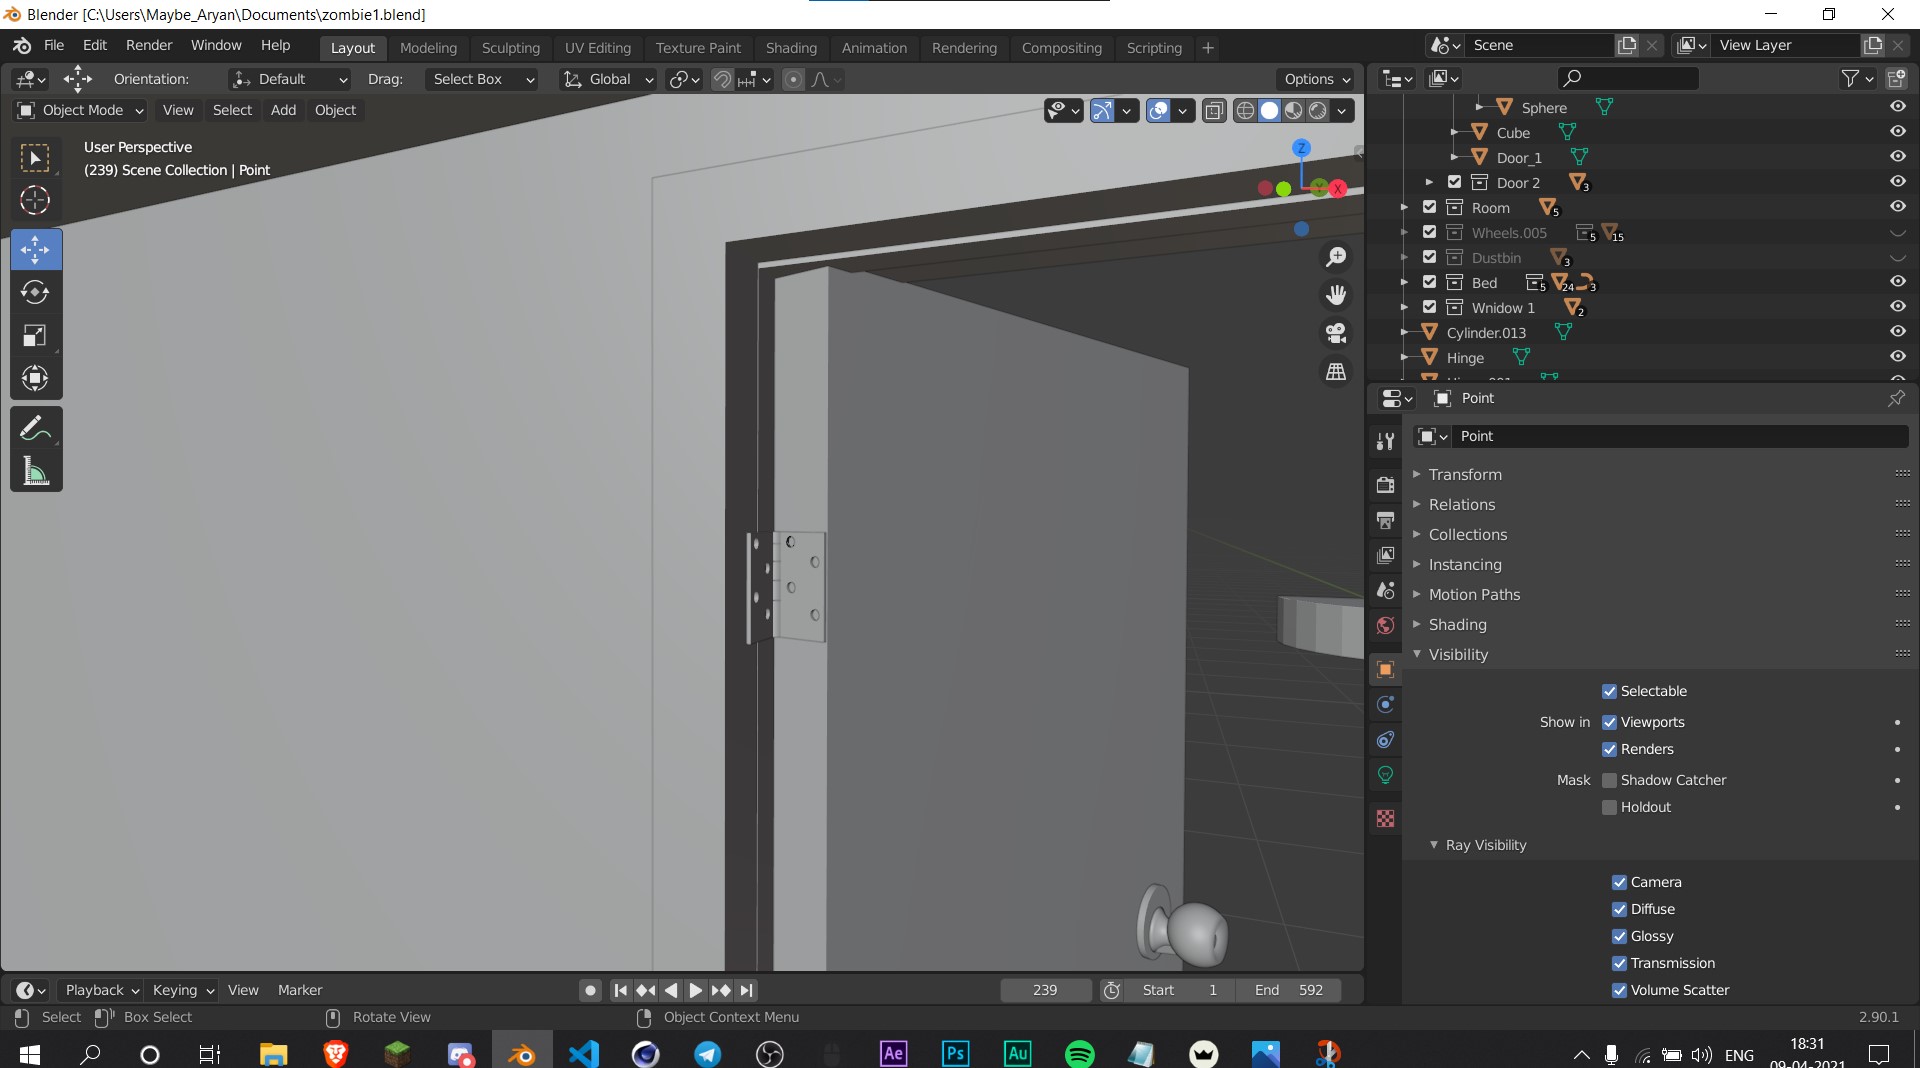 Blender [C:\Users\Maybe_Aryan\Documents\zombie1.blend]
File Edit Render Window Help
Layout Modeling Sculpting UV Editing Texture Paint Shading Animation Rendering Compositing Scripting +
Scene
View Layer
Orientation: Default Drag: Select Box Global Options
Object Mode View Select Add Object
User Perspective
(239) Scene Collection | Point
Z
Y
X
Sphere
Cube
Door_1
Door 2 3
Room 5
Wheels.005 5 15
Dustbin 3
Bed 5 24 3
Wnidow 1 2
Cylinder.013
Hinge
Point
Point
Transform
Relations
Collections
Instancing
Motion Paths
Shading
Visibility
Selectable
Show in Viewports
Renders
Mask Shadow Catcher
Holdout
Ray Visibility
Camera
Diffuse
Glossy
Transmission
Volume Scatter
Playback Keying View Marker
239 Start 1 End 592
Select Box Select Rotate View Object Context Menu 2.90.1
Ae Ps Au
ENG
18:31
09-04-2021